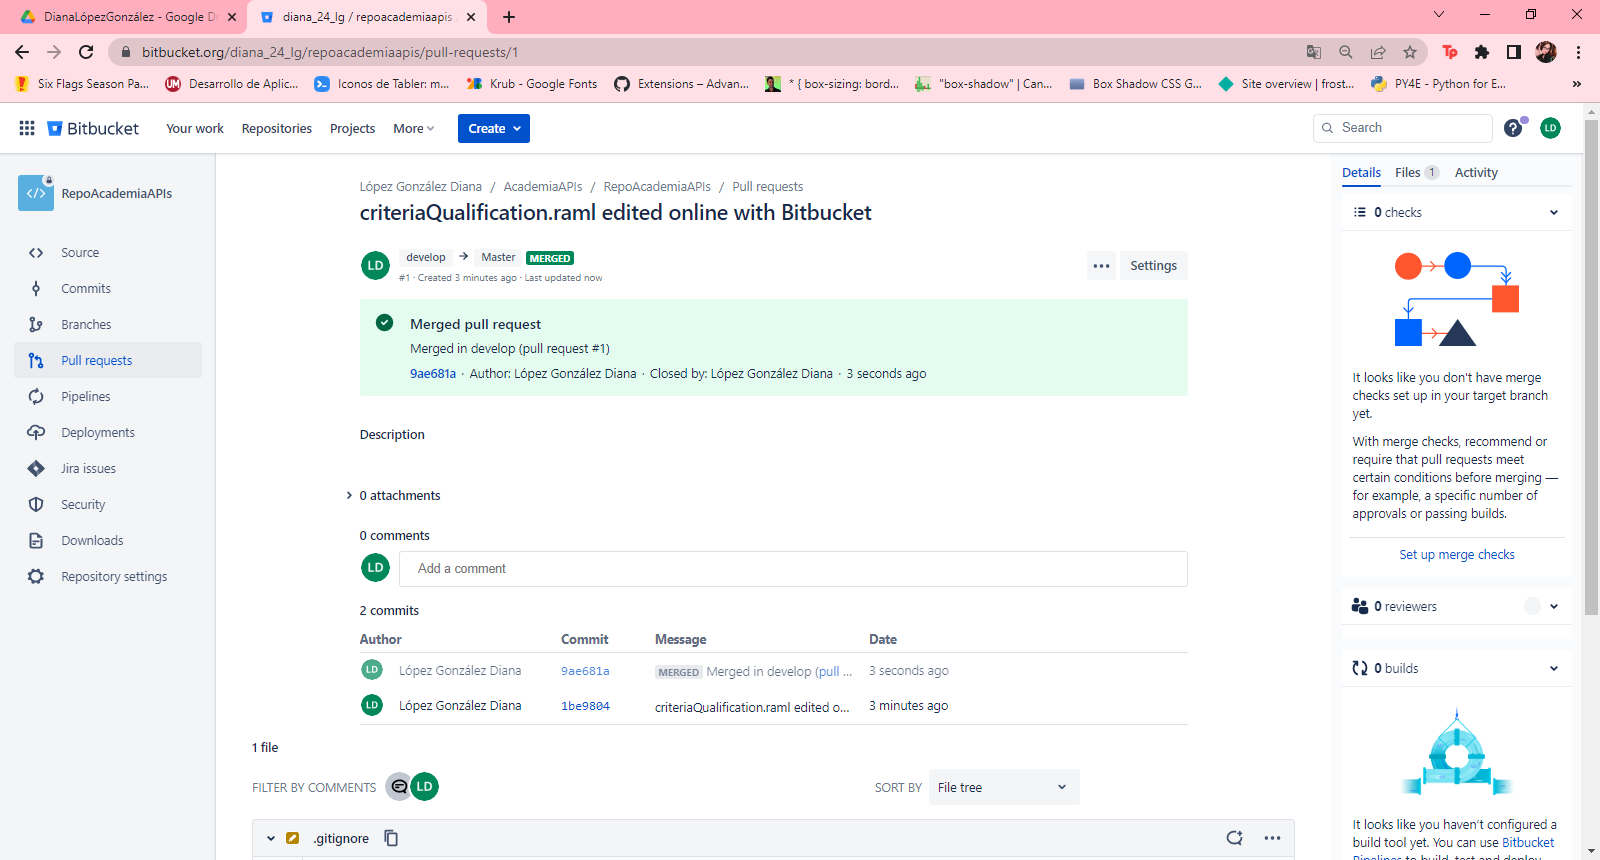 DianaLópezGonzález - Google D
diana_24_lg / repoacademiaapis
bitbucket.org/diana_24_lg/repoacademiaapis/pull-requests/1
Tp
Six Flags Season Pa...
UM
Desarrollo de Aplic...
Iconos de Tabler: m...
Krub - Google Fonts
Extensions – Advan...
* { box-sizing: bord...
"box-shadow" | Can...
Box Shadow CSS G...
Site overview | frost...
PY4E - Python for E...
»
Bitbucket
Your work
Repositories
Projects
More
Create
Search
LD
RepoAcademiaAPIs
Source
Commits
Branches
Pull requests
Pipelines
Deployments
Jira issues
Security
Downloads
Repository settings
López González Diana / AcademiaAPIs / RepoAcademiaAPIs / Pull requests
criteriaQualification.raml edited online with Bitbucket
LD
develop → Master MERGED
#1 · Created 3 minutes ago · Last updated now
Settings
Merged pull request
Merged in develop (pull request #1)
9ae681a · Author: López González Diana · Closed by: López González Diana · 3 seconds ago
Description
0 attachments
0 comments
LD
Add a comment
2 commits
Author Commit Message Date
LD López González Diana 9ae681a MERGED Merged in develop (pull ... 3 seconds ago
LD López González Diana 1be9804 criteriaQualification.raml edited o... 3 minutes ago
1 file
FILTER BY COMMENTS LD
SORT BY File tree
.gitignore
Details Files 1 Activity
0 checks
It looks like you don't have merge
checks set up in your target branch
yet.
With merge checks, recommend or
require that pull requests meet
certain conditions before merging —
for example, a specific number of
approvals or passing builds.
Set up merge checks
0 reviewers
0 builds
It looks like you haven't configured a
build tool yet. You can use Bitbucket
Pipelines to build, test and deploy